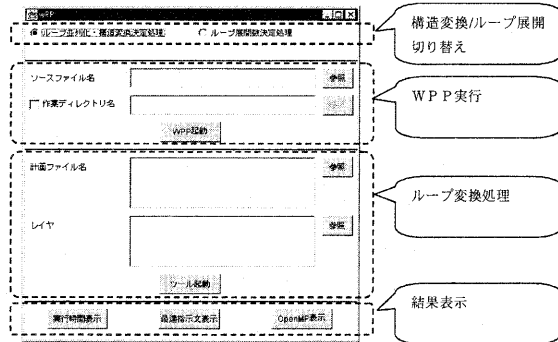 WPP
ループ並列化・構造変換決定処理
ループ展開数決定処理
構造変換/ループ展開
切り替え
ソースファイル名
参照
作業ディレクトリ名
WPP起動
WPP実行
計画ファイル名
参照
ループ変換処理
レイヤ
参照
ツール起動
実行時間表示
最適指示文表示
OpenMP表示
結果表示